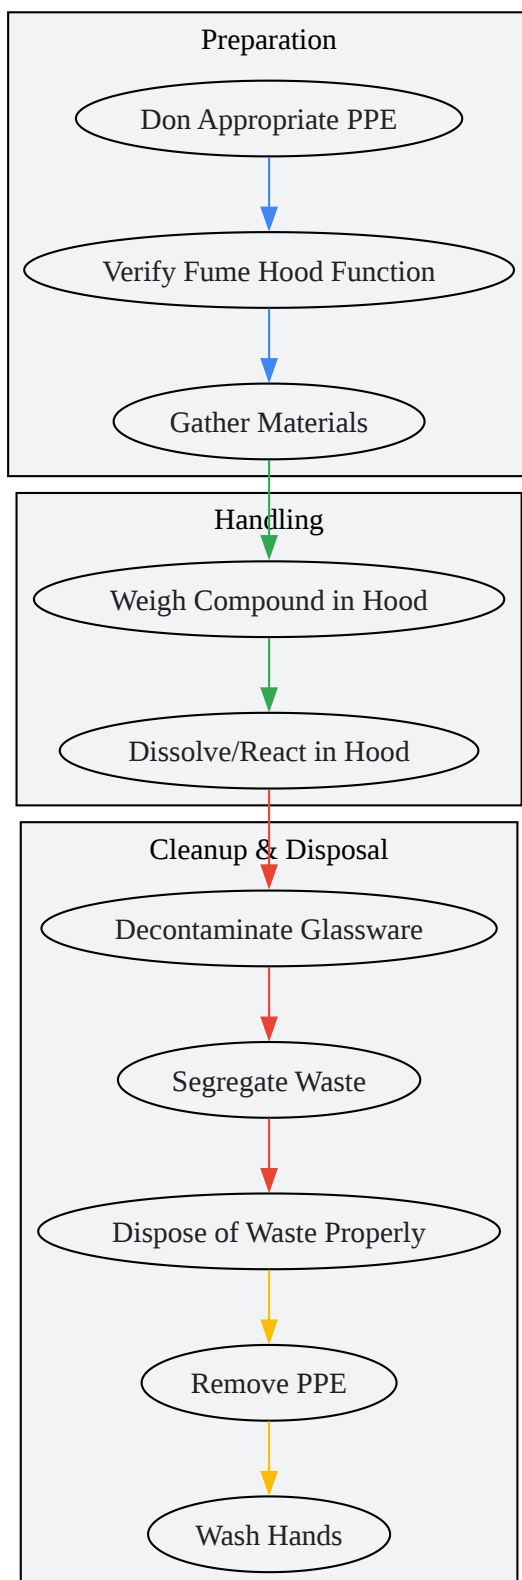 Preparation
Don Appropriate PPE
Verify Fume Hood Function
Gather Materials
Handling
Weigh Compound in Hood
Dissolve/React in Hood
Cleanup & Disposal
Decontaminate Glassware
Segregate Waste
Dispose of Waste Properly
Remove PPE
Wash Hands